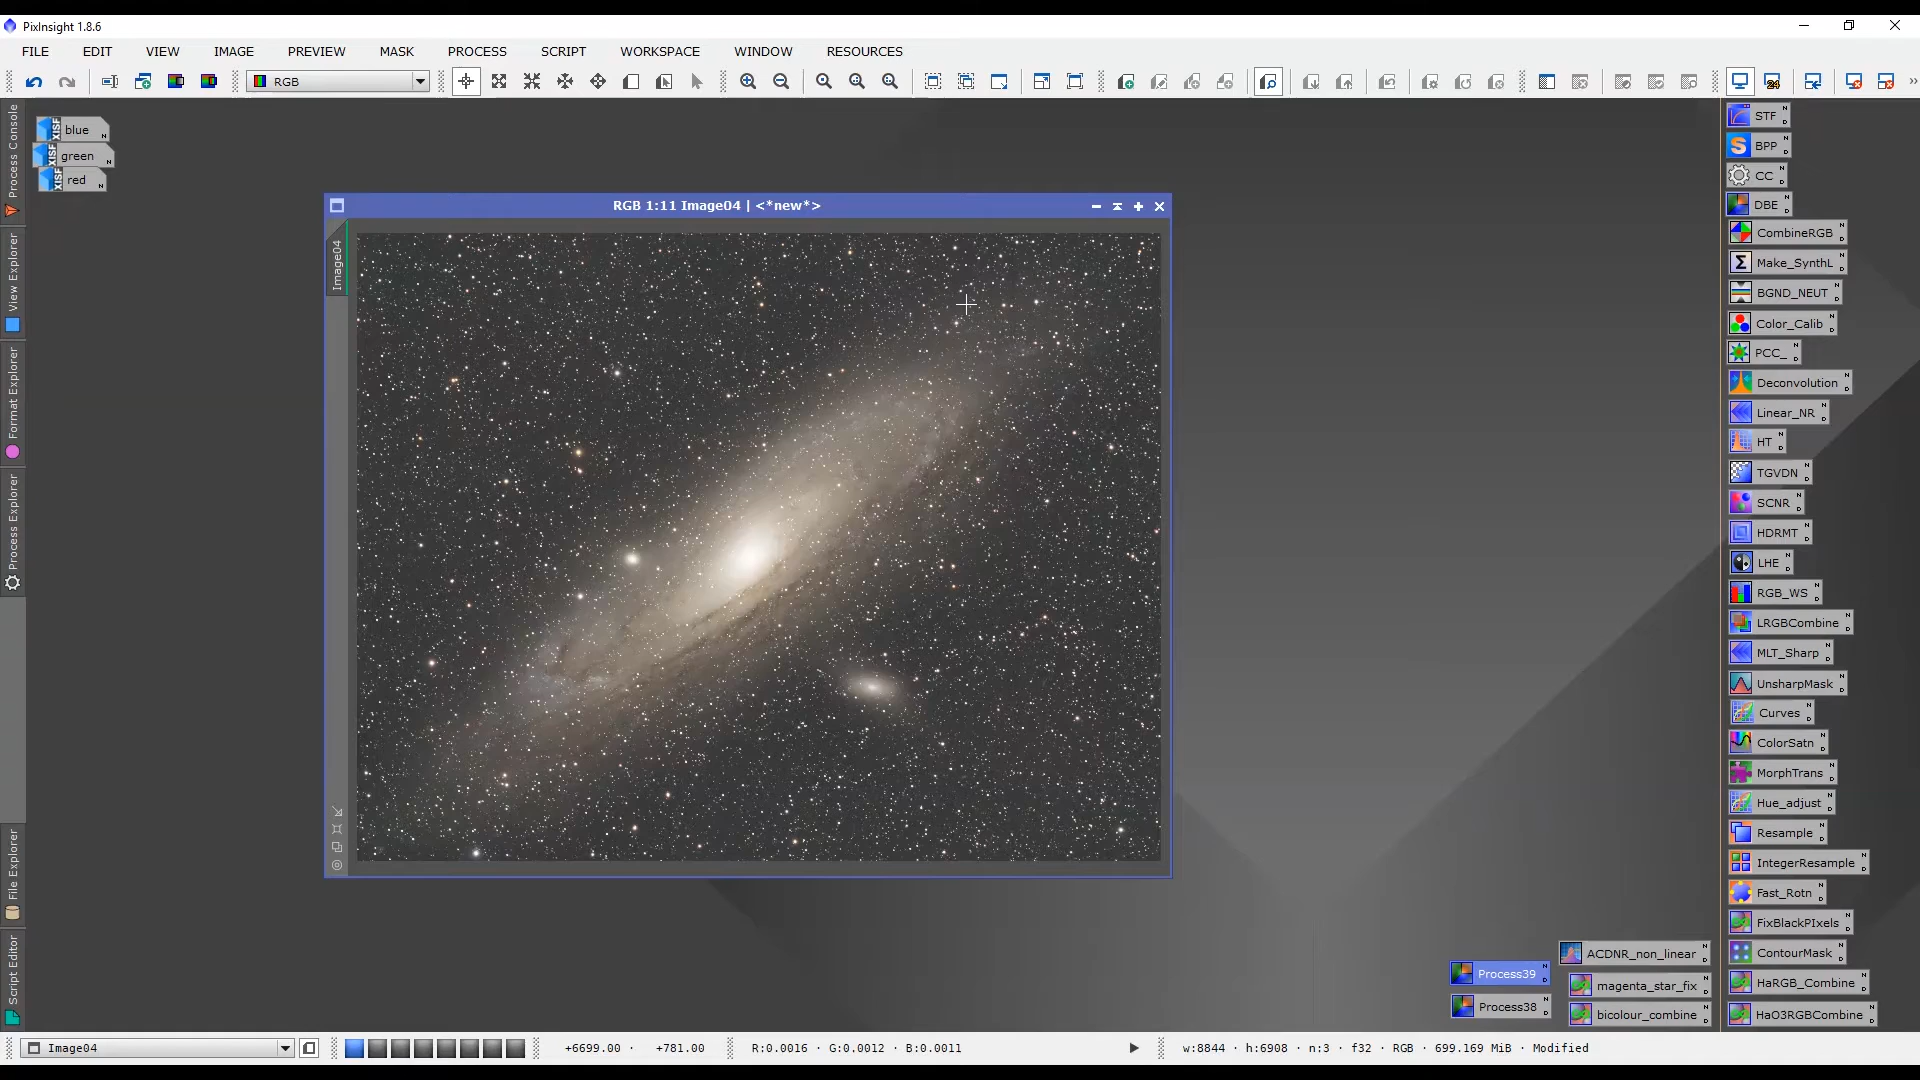 PixInsight 1.8.6
FILE EDIT VIEW IMAGE PREVIEW MASK PROCESS SCRIPT WORKSPACE WINDOW RESOURCES
RGB
24
Process Console
View Explorer
Format Explorer
Process Explorer
File Explorer
Script Editor
XISF blue N
XISF green N
XISF red N
RGB 1:11 Image04 | <*new*>
Image04
STF
BPP
CC
DBE
CombineRGB
Make_SynthL
BGND_NEUT
Color_Calib
PCC_
Deconvolution
Linear_NR
HT
TGVDN
SCNR
HDRMT
LHE
RGB_WS
LRGBCombine
MLT_Sharp
UnsharpMask
Curves
ColorSatn
MorphTrans
Hue_adjust
Resample
IntegerResample
Fast_Rotn
FixBlackPIxels
ContourMask
HaRGB_Combine
HaO3RGBCombine
ACDNR_non_linear
Process39
magenta_star_fix
Process38
bicolour_combine
Image04
+6699.00 · +781.00
R:0.0016 · G:0.0012 · B:0.0011
w:8844 · h:6908 · n:3 · f32 · RGB · 699.169 MiB · Modified